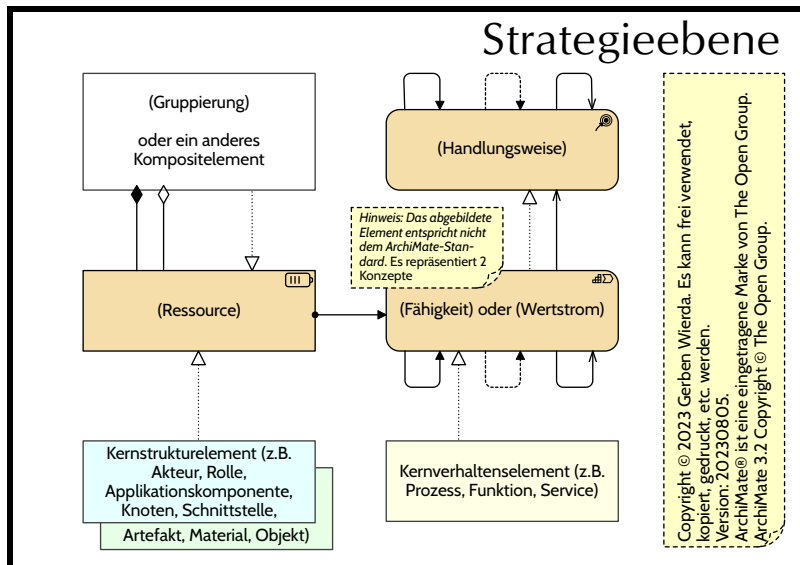 Strategieebene
(Gruppierung)
oder ein anderes
Kompositelement
(Handlungsweise)
Hinweis: Das abgebildete
Element entspricht nicht
dem ArchiMate-Stan-
dard. Es repräsentiert 2
Konzepte
(Ressource)
(Fähigkeit) oder (Wertstrom)
Kernstrukturelement (z.B.
Akteur, Rolle,
Applikationskomponente,
Knoten, Schnittstelle,
Artefakt, Material, Objekt)
Kernverhaltenselement (z.B.
Prozess, Funktion, Service)
Copyright © 2023 Gerben Wierda. Es kann frei verwendet,
kopiert, gedruckt, etc. werden.
Version: 20230805.
ArchiMate® ist eine eingetragene Marke von The Open Group.
ArchiMate 3.2 Copyright © The Open Group.